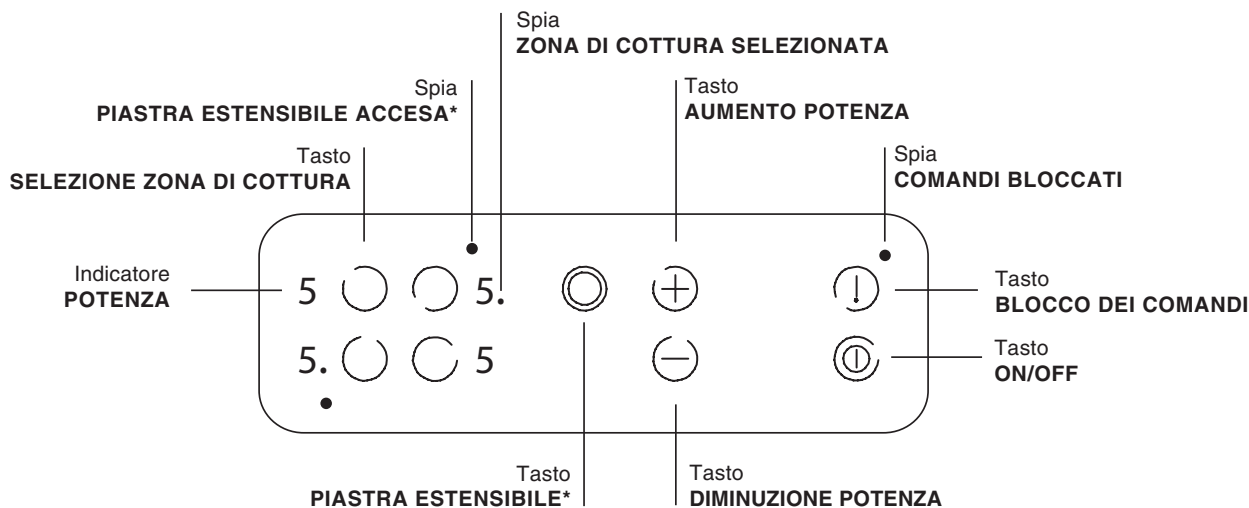 Spia
ZONA DI COTTURA SELEZIONATA
Spia
PIASTRA ESTENSIBILE ACCESA*
Tasto
AUMENTO POTENZA
Tasto
SELEZIONE ZONA DI COTTURA
Spia
COMANDI BLOCCATI
Indicatore
POTENZA
5 5.
Tasto
BLOCCO DEI COMANDI
5. 5
Tasto
ON/OFF
Tasto
PIASTRA ESTENSIBILE*
Tasto
DIMINUZIONE POTENZA